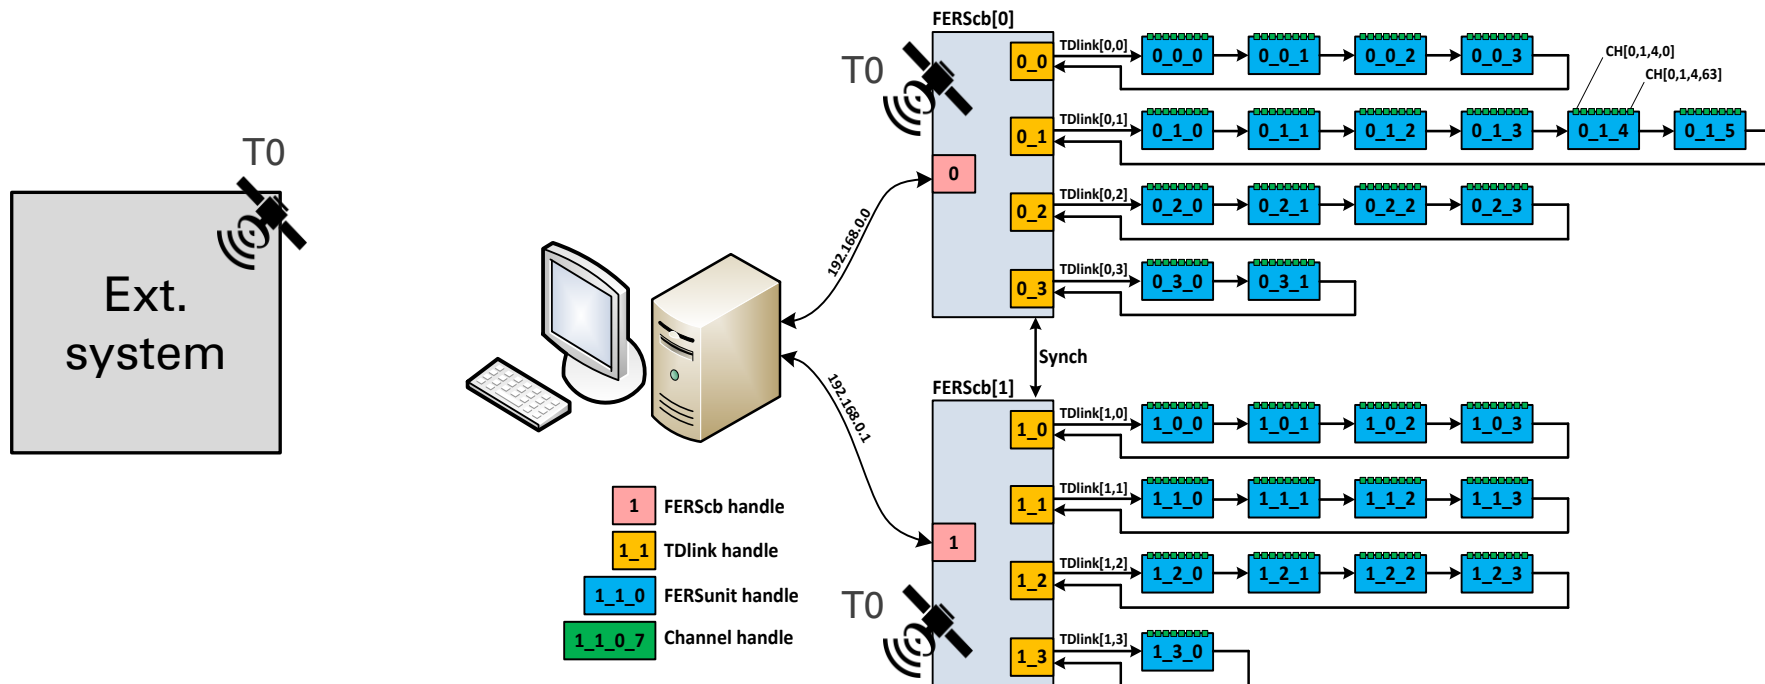 T0
Ext.
system
192.168.0.0
192.168.0.1
1 FERScb handle
1_1 TDlink handle
1_1_0 FERSunit handle
1_1_0_7 Channel handle
FERScb[0]
T0
0
0_0 TDlink[0,0] 0_0_0 0_0_1 0_0_2 0_0_3
CH[0,1,4,0]
CH[0,1,4,63]
0_1 TDlink[0,1] 0_1_0 0_1_1 0_1_2 0_1_3 0_1_4 0_1_5
0_2 TDlink[0,2] 0_2_0 0_2_1 0_2_2 0_2_3
0_3 TDlink[0,3] 0_3_0 0_3_1
Synch
FERScb[1]
1
T0
1_0 TDlink[1,0] 1_0_0 1_0_1 1_0_2 1_0_3
1_1 TDlink[1,1] 1_1_0 1_1_1 1_1_2 1_1_3
1_2 TDlink[1,2] 1_2_0 1_2_1 1_2_2 1_2_3
1_3 TDlink[1,3] 1_3_0